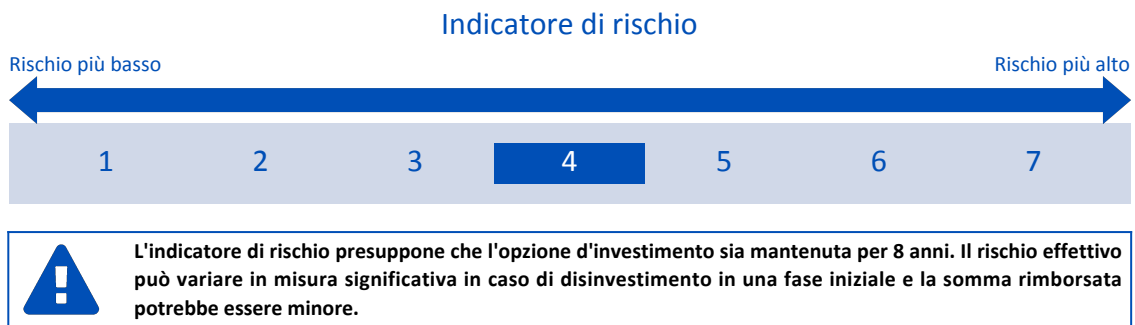 Indicatore di rischio
Rischio più basso Rischio più alto
1 2 3 4 5 6 7
L'indicatore di rischio presuppone che l'opzione d'investimento sia mantenuta per 8 anni. Il rischio effettivo
può variare in misura significativa in caso di disinvestimento in una fase iniziale e la somma rimborsata
potrebbe essere minore.